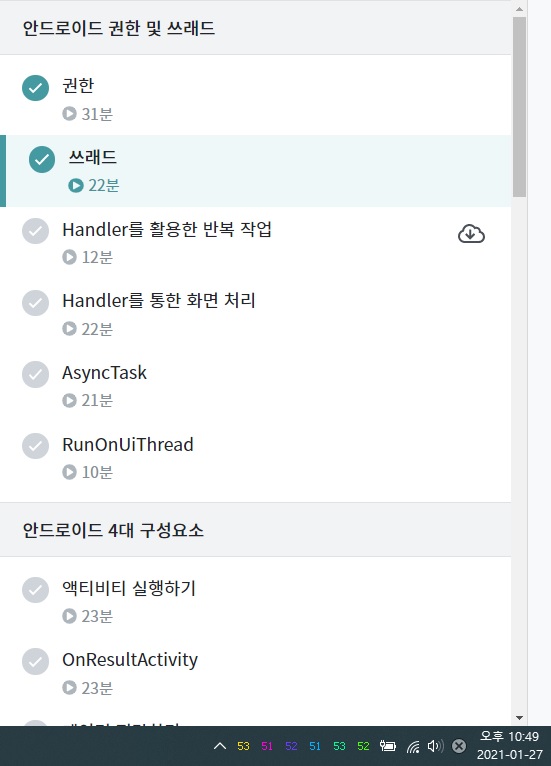 안드로이드 권한 및 쓰래드
권한
31분
쓰래드
22분
Handler를 활용한 반복 작업
12분
Handler를 통한 화면 처리
22분
AsyncTask
21분
RunOnUiThread
10분
안드로이드 4대 구성요소
액티비티 실행하기
23분
OnResultActivity
23분
53 51 52 51 53 52
오후 10:49
2021-01-27